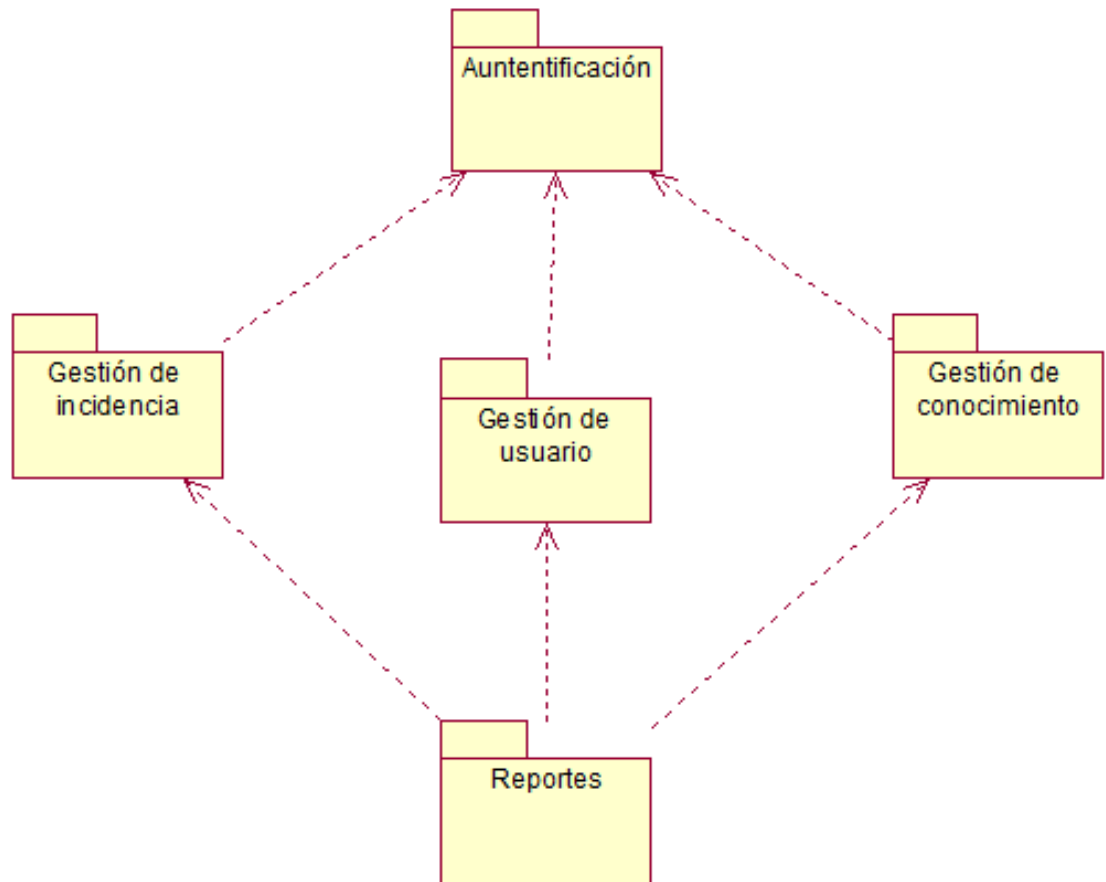 Auntentificación
Gestión de
incidencia
Gestión de
usuario
Gestión de
conocimiento
Reportes